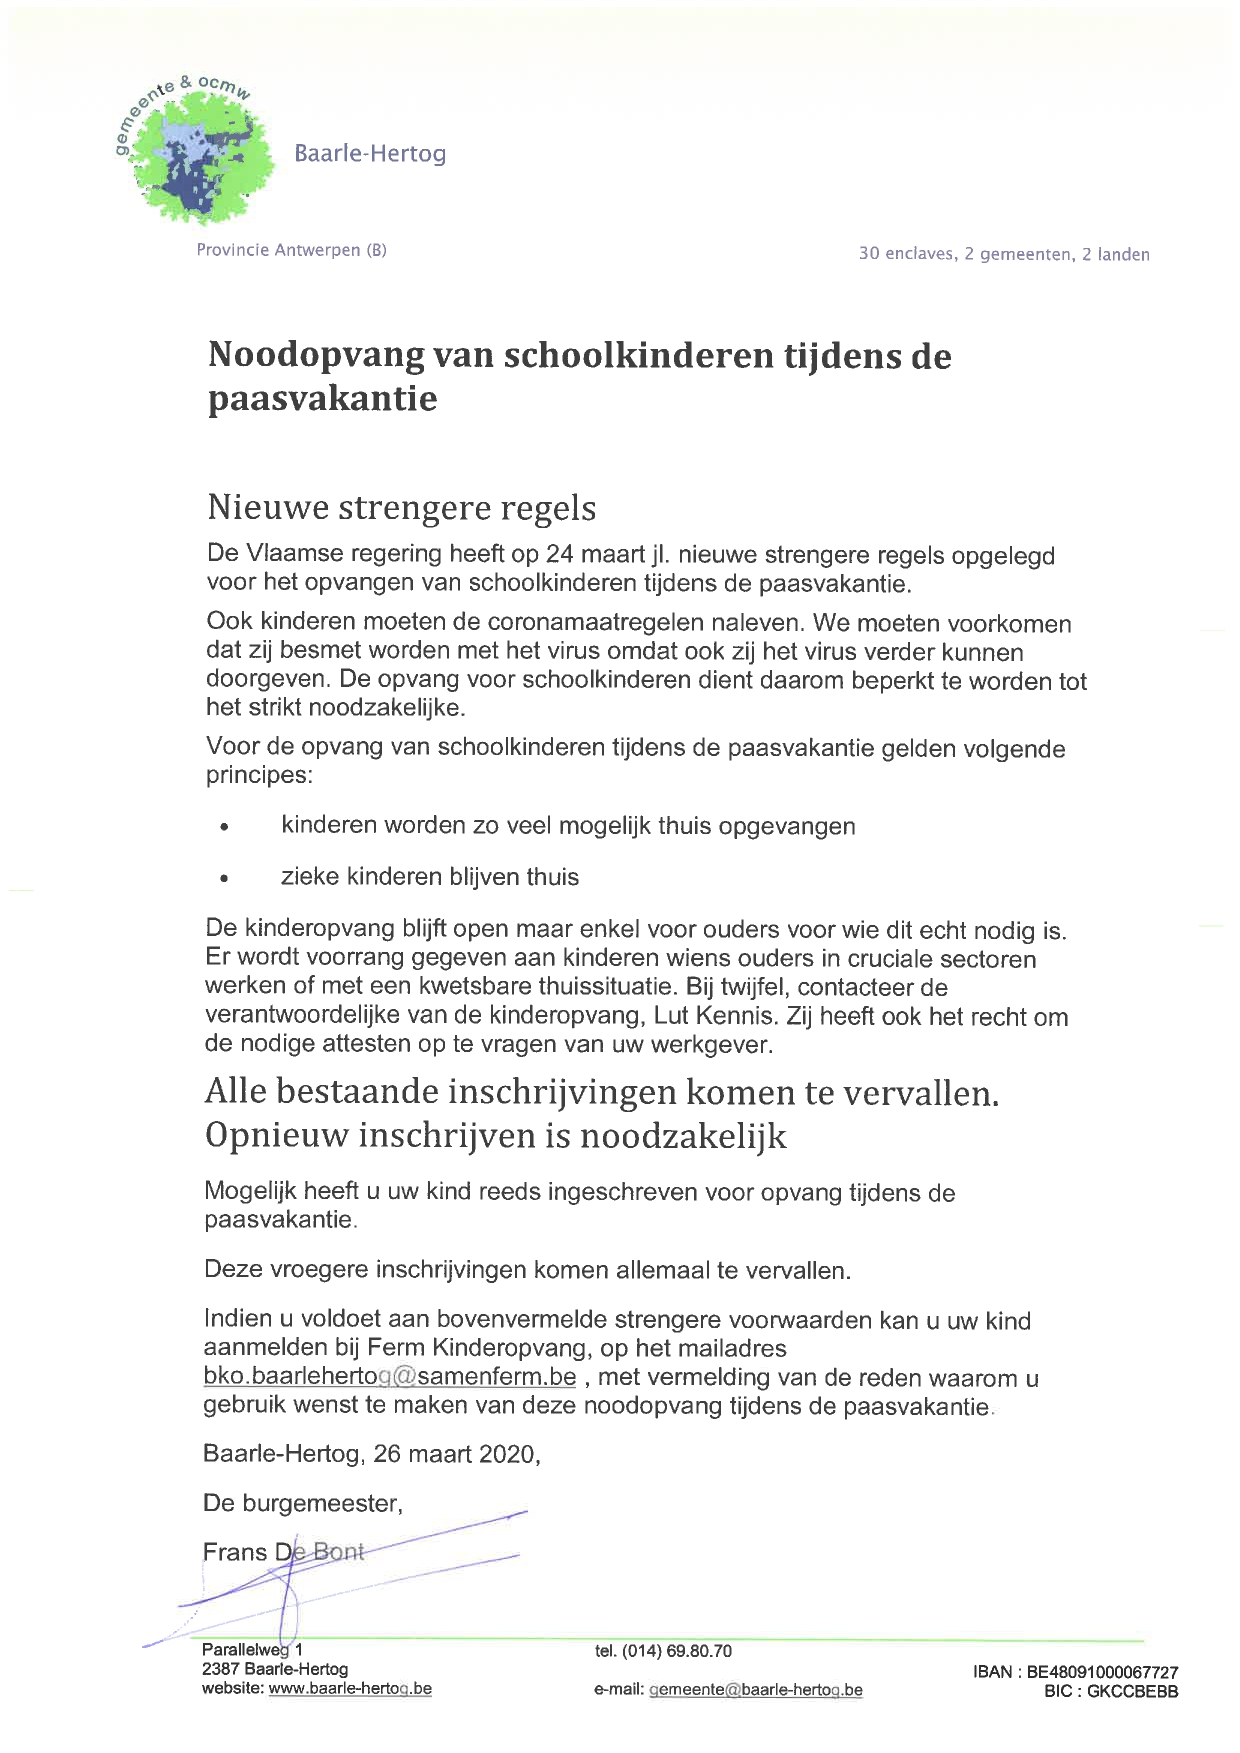 gemeente & ocmw
Baarle-Hertog
Provincie Antwerpen (B)
30 enclaves, 2 gemeenten, 2 landen
Noodopvang van schoolkinderen tijdens de
paasvakantie
Nieuwe strengere regels
De Vlaamse regering heeft op 24 maart jl. nieuwe strengere regels opgelegd
voor het opvangen van schoolkinderen tijdens de paasvakantie.
Ook kinderen moeten de coronamaatregelen naleven. We moeten voorkomen
dat zij besmet worden met het virus omdat ook zij het virus verder kunnen
doorgeven. De opvang voor schoolkinderen dient daarom beperkt te worden tot
het strikt noodzakelijke.
Voor de opvang van schoolkinderen tijdens de paasvakantie gelden volgende
principes:
• kinderen worden zo veel mogelijk thuis opgevangen
• zieke kinderen blijven thuis
De kinderopvang blijft open maar enkel voor ouders voor wie dit echt nodig is.
Er wordt voorrang gegeven aan kinderen wiens ouders in cruciale sectoren
werken of met een kwetsbare thuissituatie. Bij twijfel, contacteer de
verantwoordelijke van de kinderopvang, Lut Kennis. Zij heeft ook het recht om
de nodige attesten op te vragen van uw werkgever.
Alle bestaande inschrijvingen komen te vervallen.
Opnieuw inschrijven is noodzakelijk
Mogelijk heeft u uw kind reeds ingeschreven voor opvang tijdens de
paasvakantie.
Deze vroegere inschrijvingen komen allemaal te vervallen.
Indien u voldoet aan bovenvermelde strengere voorwaarden kan u uw kind
aanmelden bij Ferm Kinderopvang, op het mailadres
bko.baarlehertog@samenferm.be , met vermelding van de reden waarom u
gebruik wenst te maken van deze noodopvang tijdens de paasvakantie.
Baarle-Hertog, 26 maart 2020,
De burgemeester,
Frans De Bont
Parallelweg 1
2387 Baarle-Hertog
website: www.baarle-hertog.be
tel. (014) 69.80.70
e-mail: gemeente@baarle-hertog.be
IBAN : BE48091000067727
BIC : GKCCBEBB